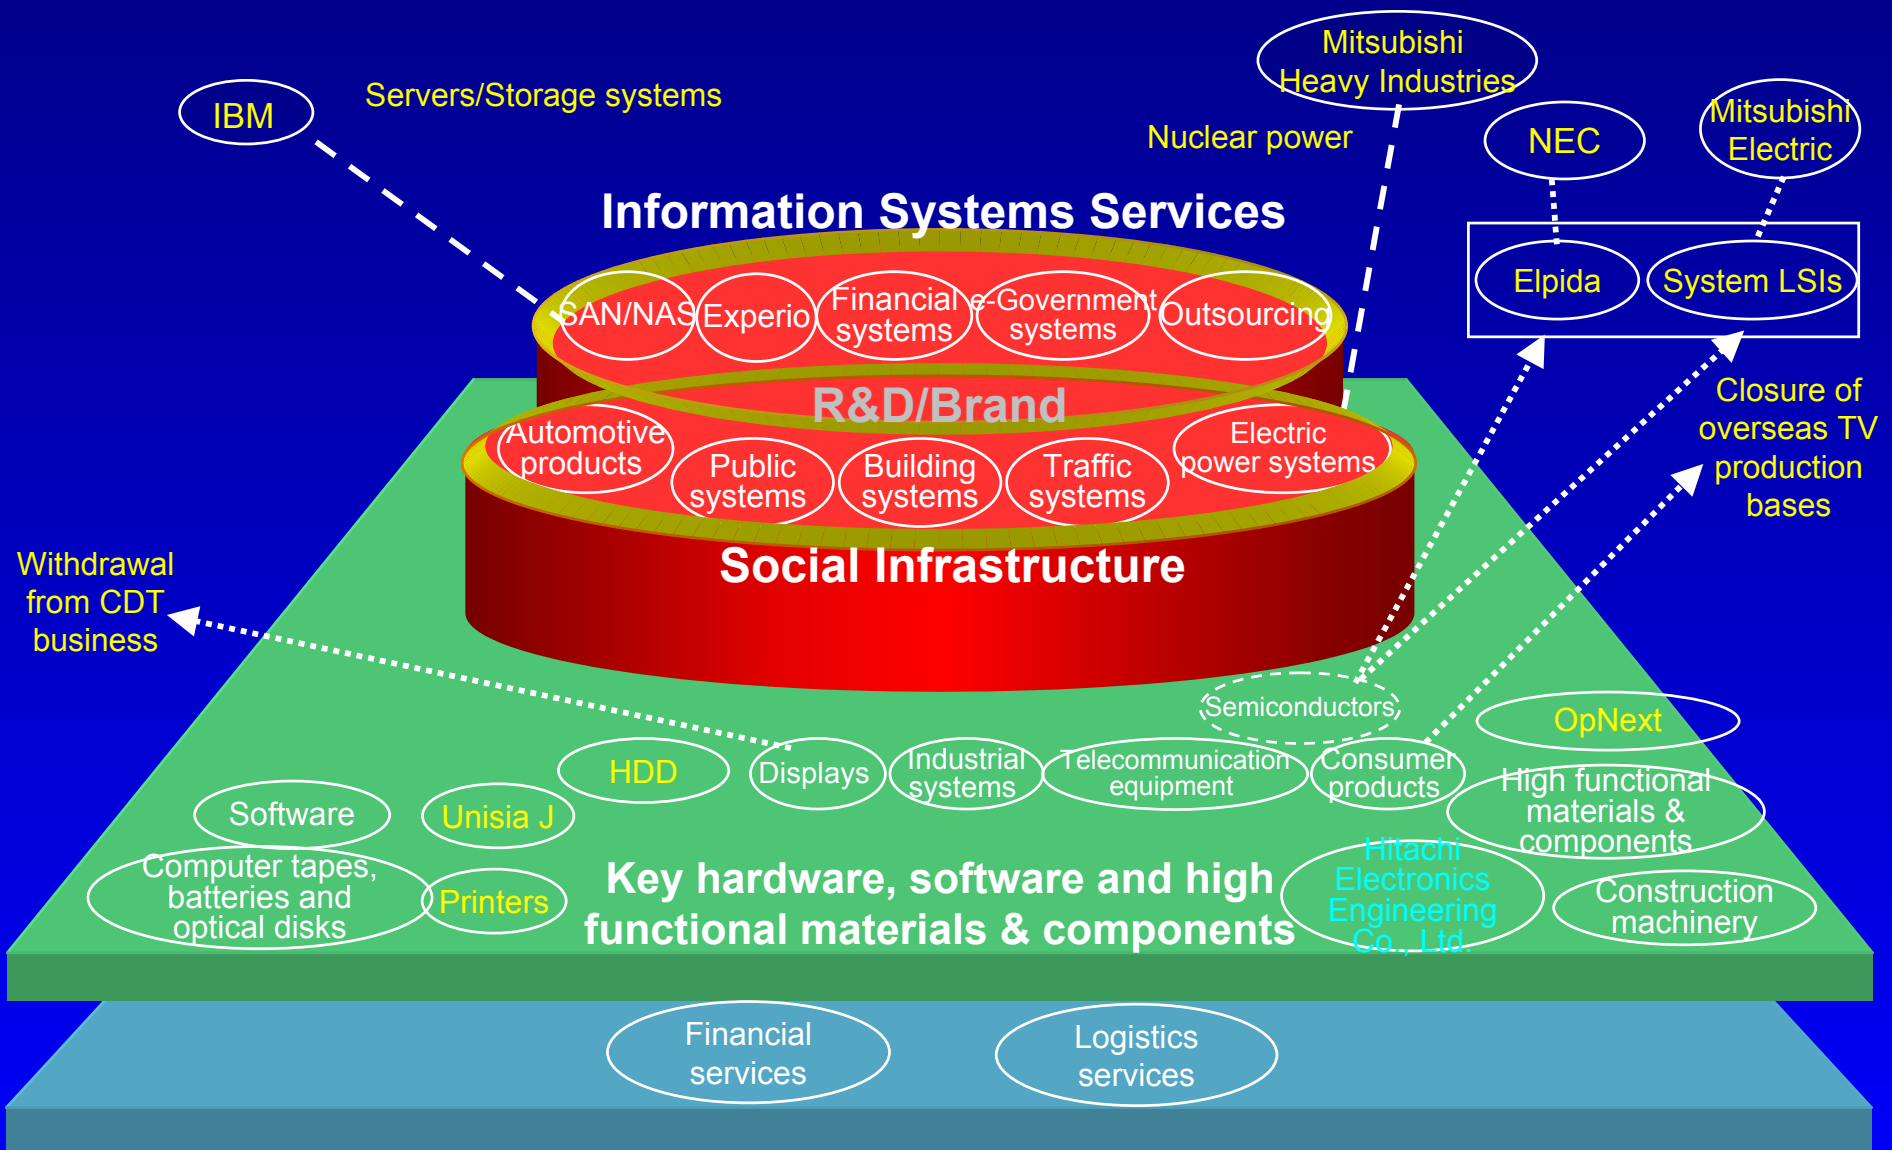 Mitsubishi
Heavy Industries
IBM
Servers/Storage systems
Nuclear power
NEC
Mitsubishi
Electric
Information Systems Services
Elpida
System LSIs
SAN/NAS
Experio
Financial
systems
e-Government
systems
Outsourcing
R&D/Brand
Closure of
overseas TV
production
bases
Automotive
products
Public
systems
Building
systems
Traffic
systems
Electric
power systems
Social Infrastructure
Withdrawal
from CDT
business
Semiconductors
OpNext
HDD
Displays
Industrial
systems
Telecommunication
equipment
Consumer
products
High functional
materials &
components
Software
Unisia J
Computer tapes,
batteries and
optical disks
Printers
Key hardware, software and high
functional materials & components
Hitachi
Electronics
Engineering
Co., Ltd.
Construction
machinery
Financial
services
Logistics
services